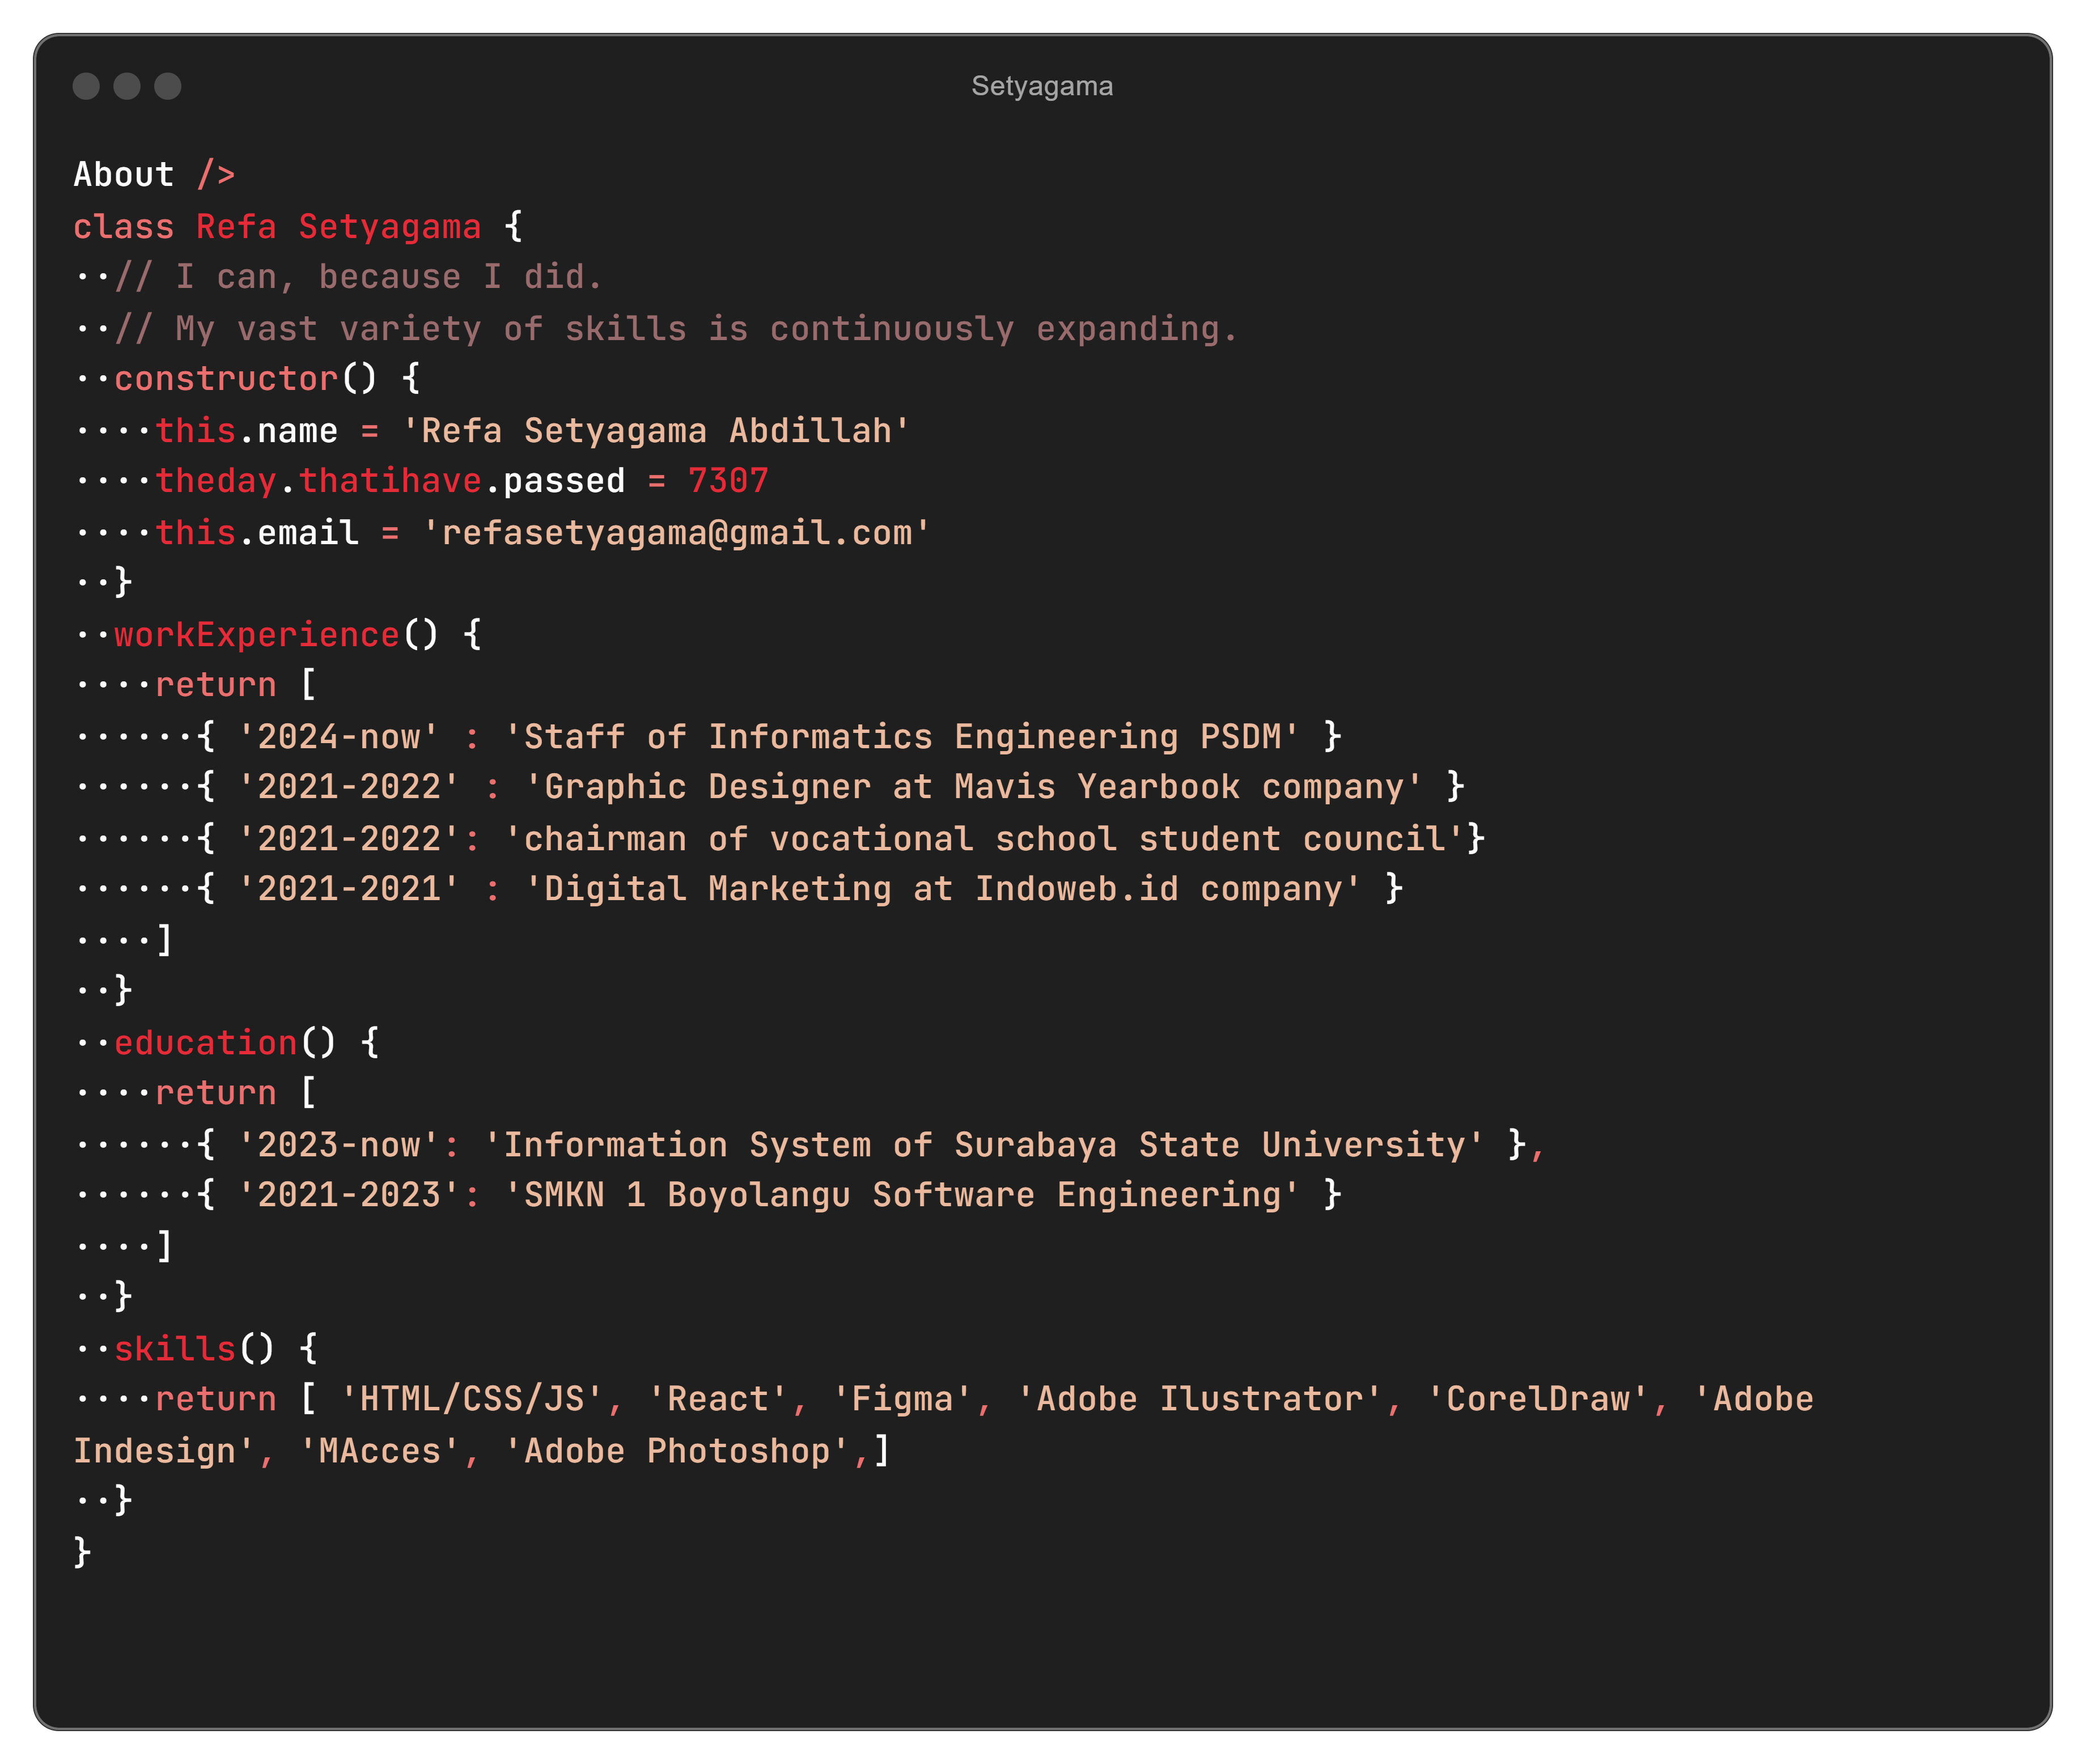 Setyagama
About />
class Refa Setyagama {
··// I can, because I did.
··// My vast variety of skills is continuously expanding.
··constructor() {
····this.name = 'Refa Setyagama Abdillah'
····theday.thatihave.passed = 7307
····this.email = 'refasetyagama@gmail.com'
··}
··workExperience() {
····return [
······{ '2024-now' : 'Staff of Informatics Engineering PSDM' }
······{ '2021-2022' : 'Graphic Designer at Mavis Yearbook company' }
······{ '2021-2022': 'chairman of vocational school student council'}
······{ '2021-2021' : 'Digital Marketing at Indoweb.id company' }
····]
··}
··education() {
····return [
······{ '2023-now': 'Information System of Surabaya State University' },
······{ '2021-2023': 'SMKN 1 Boyolangu Software Engineering' }
····]
··}
··skills() {
····return [ 'HTML/CSS/JS', 'React', 'Figma', 'Adobe Ilustrator', 'CorelDraw', 'Adobe
Indesign', 'MAcces', 'Adobe Photoshop',]
··}
}